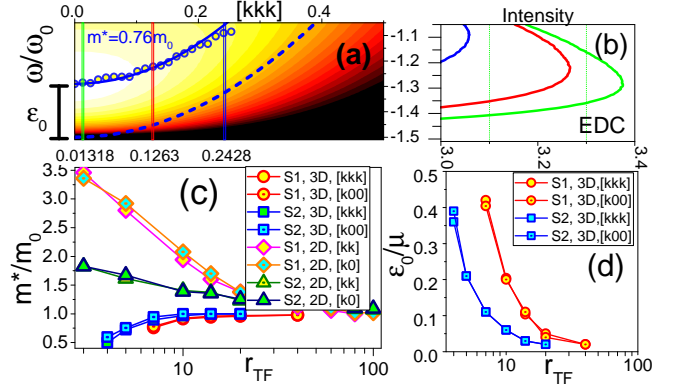 0.0 0.2 [kkk] 0.4
m*=0.76m0
(a)
ω/ω0
ε0
0.01318 0.1263 0.24428
Intensity
(b)
EDC
-1.1
-1.2
-1.3
-1.4
-1.5
3.0 3.2 3.4
(c)
S1, 3D, [kkk]
S1, 3D, [k00]
S2, 3D, [kkk]
S2, 3D, [k00]
S1, 2D, [kk]
S1, 2D, [k0]
S2, 2D, [kk]
S2, 2D, [k0]
m*/m0
3.5
3.0
2.5
2.0
1.5
1.0
0.5
10 100
rTF
S1, 3D,[kkk]
S1, 3D,[k00]
S2, 3D,[kkk]
S2, 3D,[k00]
(d)
ε0/μ
0.4
0.3
0.2
0.1
0.0
10 100
rTF